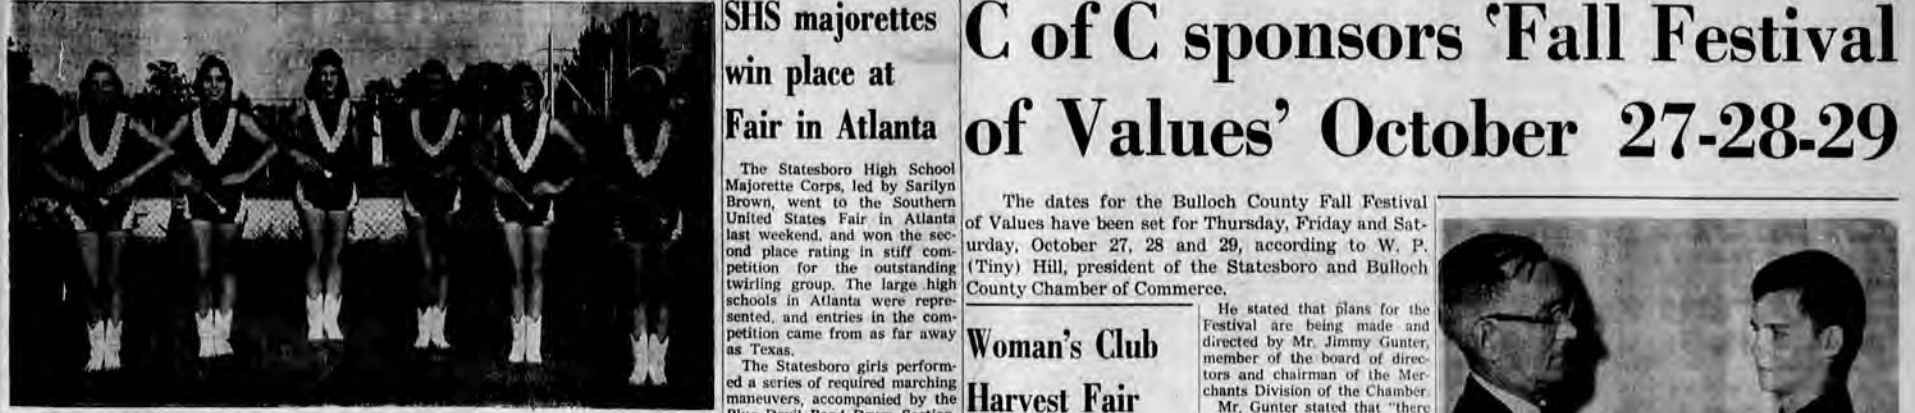 SHS majorettes
win place at
Fair in Atlanta
The Statesboro High School
Majorette Corps, led by Sarilyn
Brown, went to the Southern
United States Fair in Atlanta
last weekend, and won the sec-
ond place rating in stiff com-
petition for the outstanding
twirling group. The large high
schools in Atlanta were repre-
sented, and entries in the com-
petition came from as far away
as Texas.
The Statesboro girls perform-
ed a series of required marching
maneuvers, accompanied by the
C of C sponsors 'Fall Festival
of Values' October 27-28-29
The dates for the Bulloch County Fall Festival
of Values have been set for Thursday, Friday and Sat-
urday, October 27, 28 and 29, according to W. P.
(Tiny) Hill, president of the Statesboro and Bulloch
County Chamber of Commerce.
Woman's Club
Harvest Fair
He stated that plans for the
Festival are being made and
directed by Mr. Jimmy Gunter,
member of the board of direc-
tors and chairman of the Mer-
chants Division of the Chamber.
Mr. Gunter stated that "there